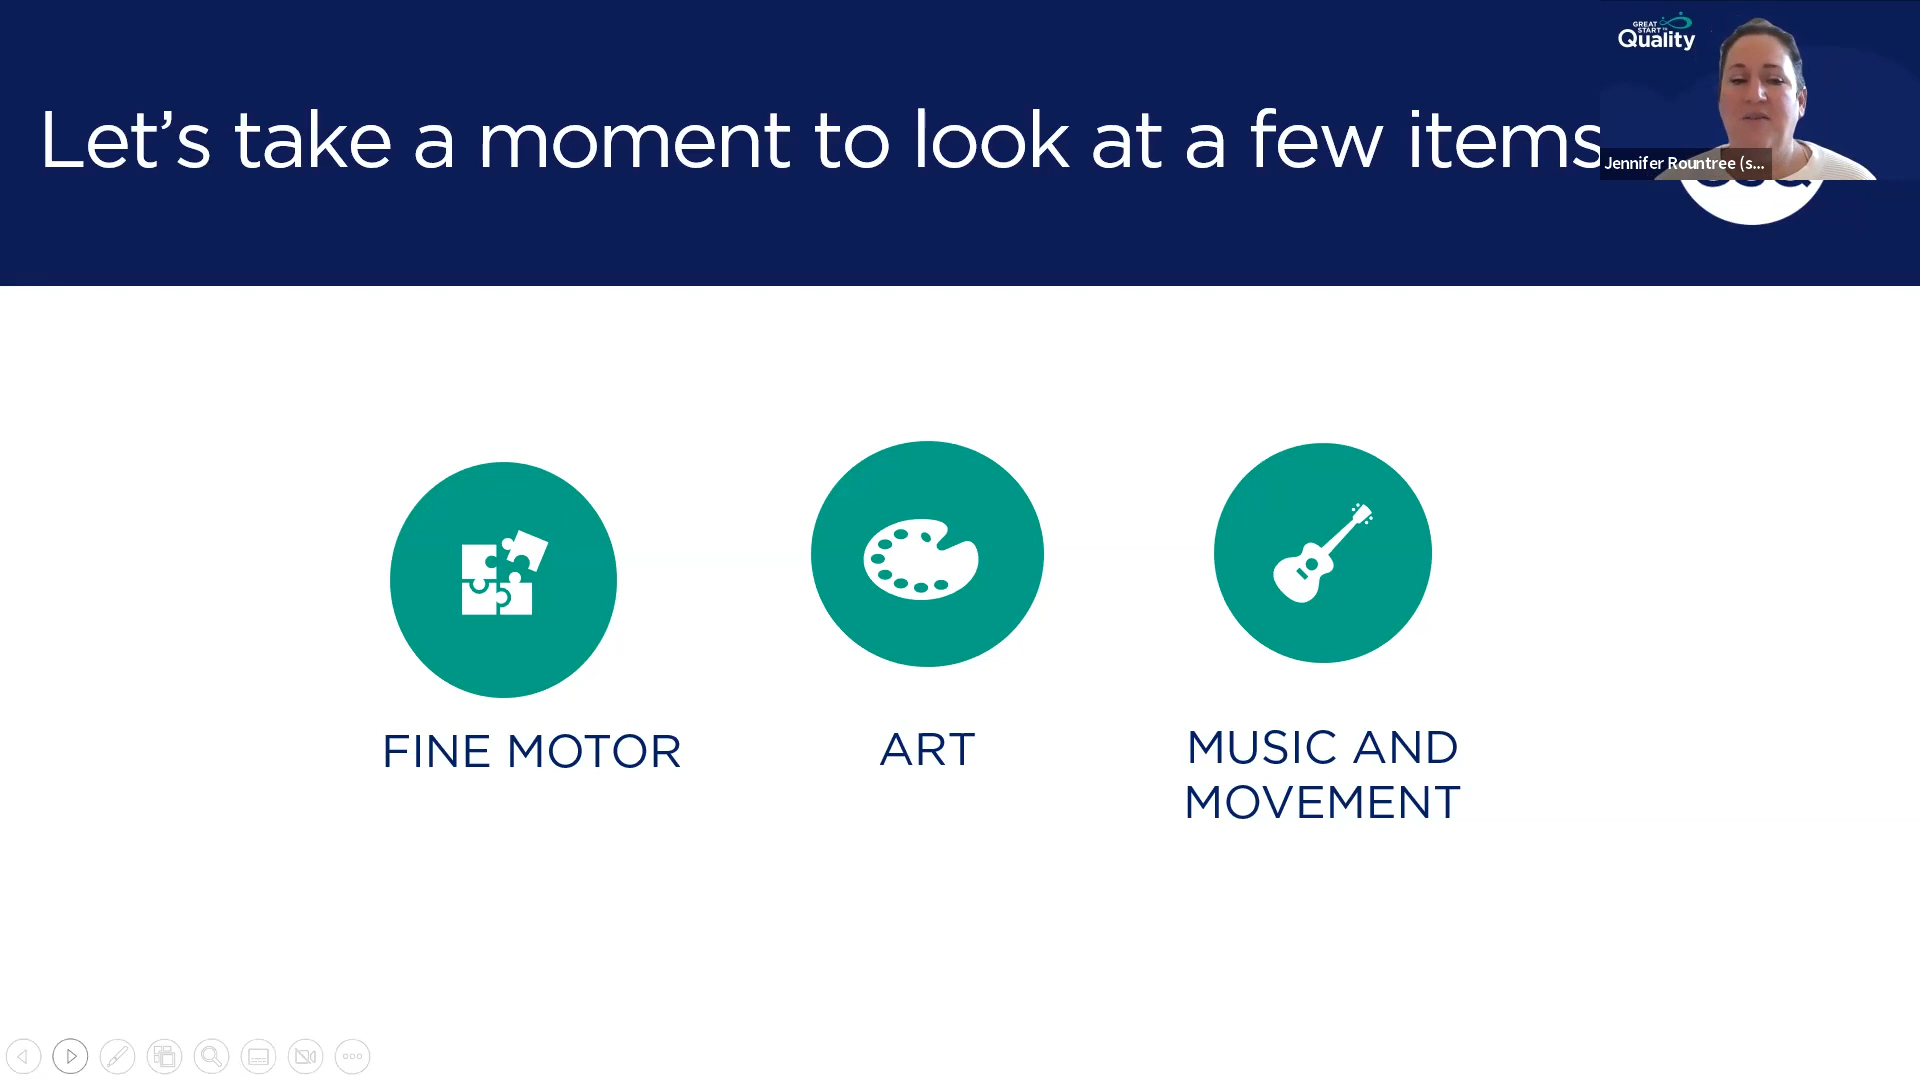 Let’s take a moment to look at a few items
GREAT
START TO
Quality
Jennifer Rountree (s...
FINE MOTOR
ART
MUSIC AND
MOVEMENT